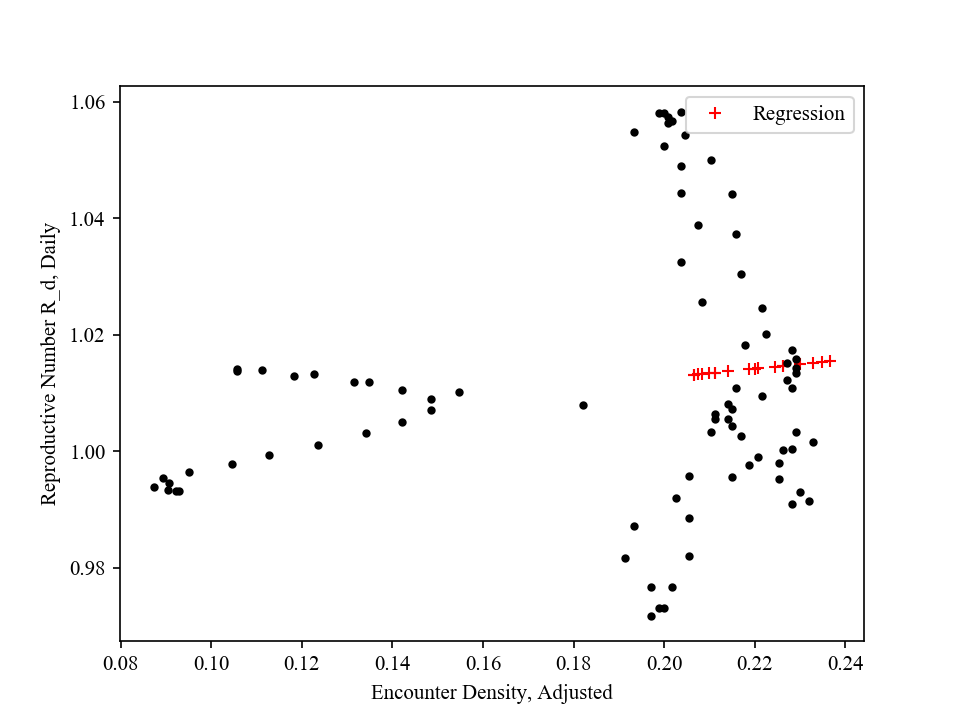 Regression
1.06
1.04
1.02
1.00
0.98
Reproductive Number R_d, Daily
0.08 0.10 0.12 0.14 0.16 0.18 0.20 0.22 0.24
Encounter Density, Adjusted